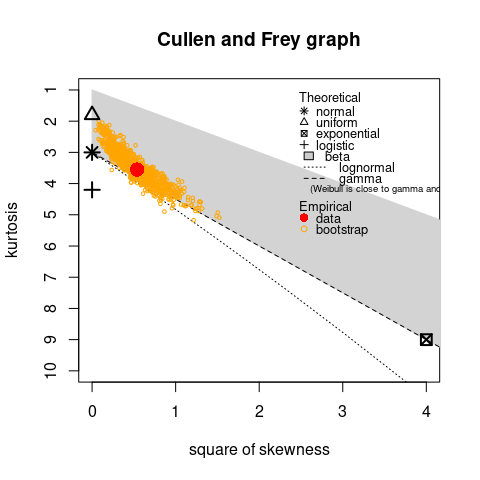 Cullen and Frey graph
Theoretical
normal
uniform
exponential
logistic
beta
lognormal
gamma
(Weibull is close to gamma and
Empirical
data
bootstrap
kurtosis
1
2
3
4
5
6
7
8
9
10
0
1
2
3
4
square of skewness